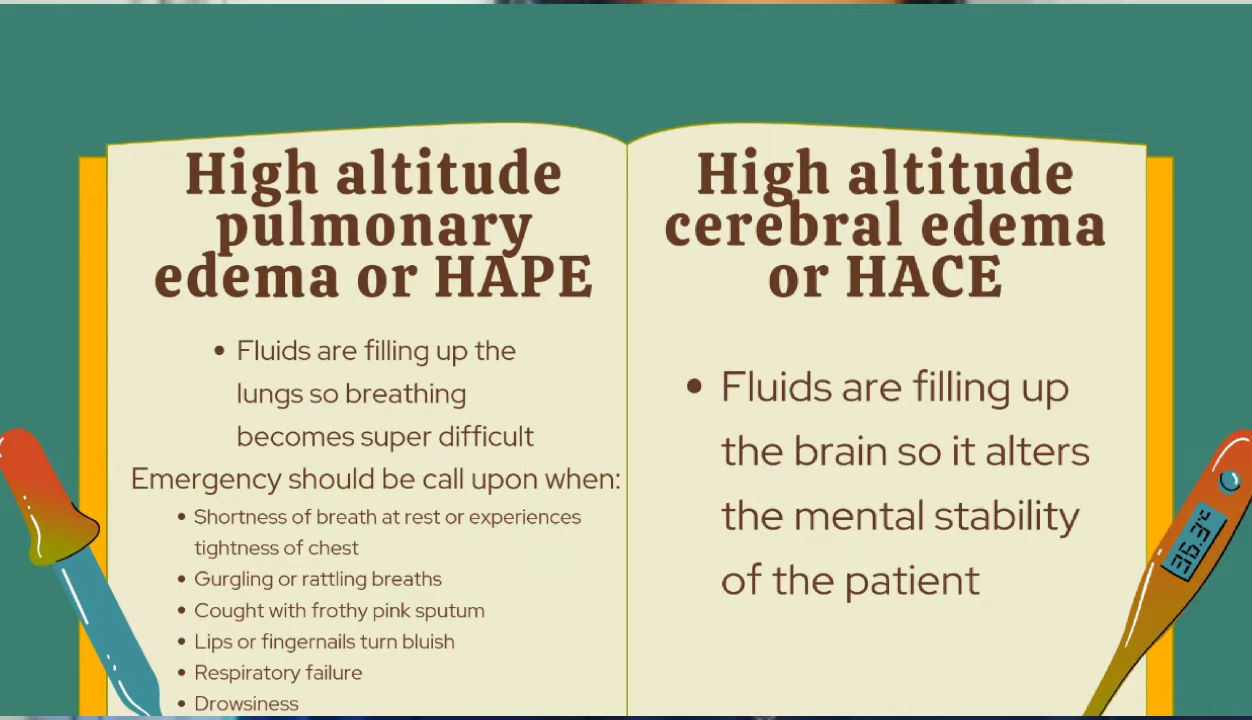 High altitude
pulmonary
edema or HAPE
• Fluids are filling up the
lungs so breathing
becomes super difficult
Emergency should be call upon when:
• Shortness of breath at rest or experiences
tightness of chest
• Gurgling or rattling breaths
• Cought with frothy pink sputum
• Lips or fingernails turn bluish
• Respiratory failure
• Drowsiness
High altitude
cerebral edema
or HACE
• Fluids are filling up
the brain so it alters
the mental stability
of the patient
36.3°c